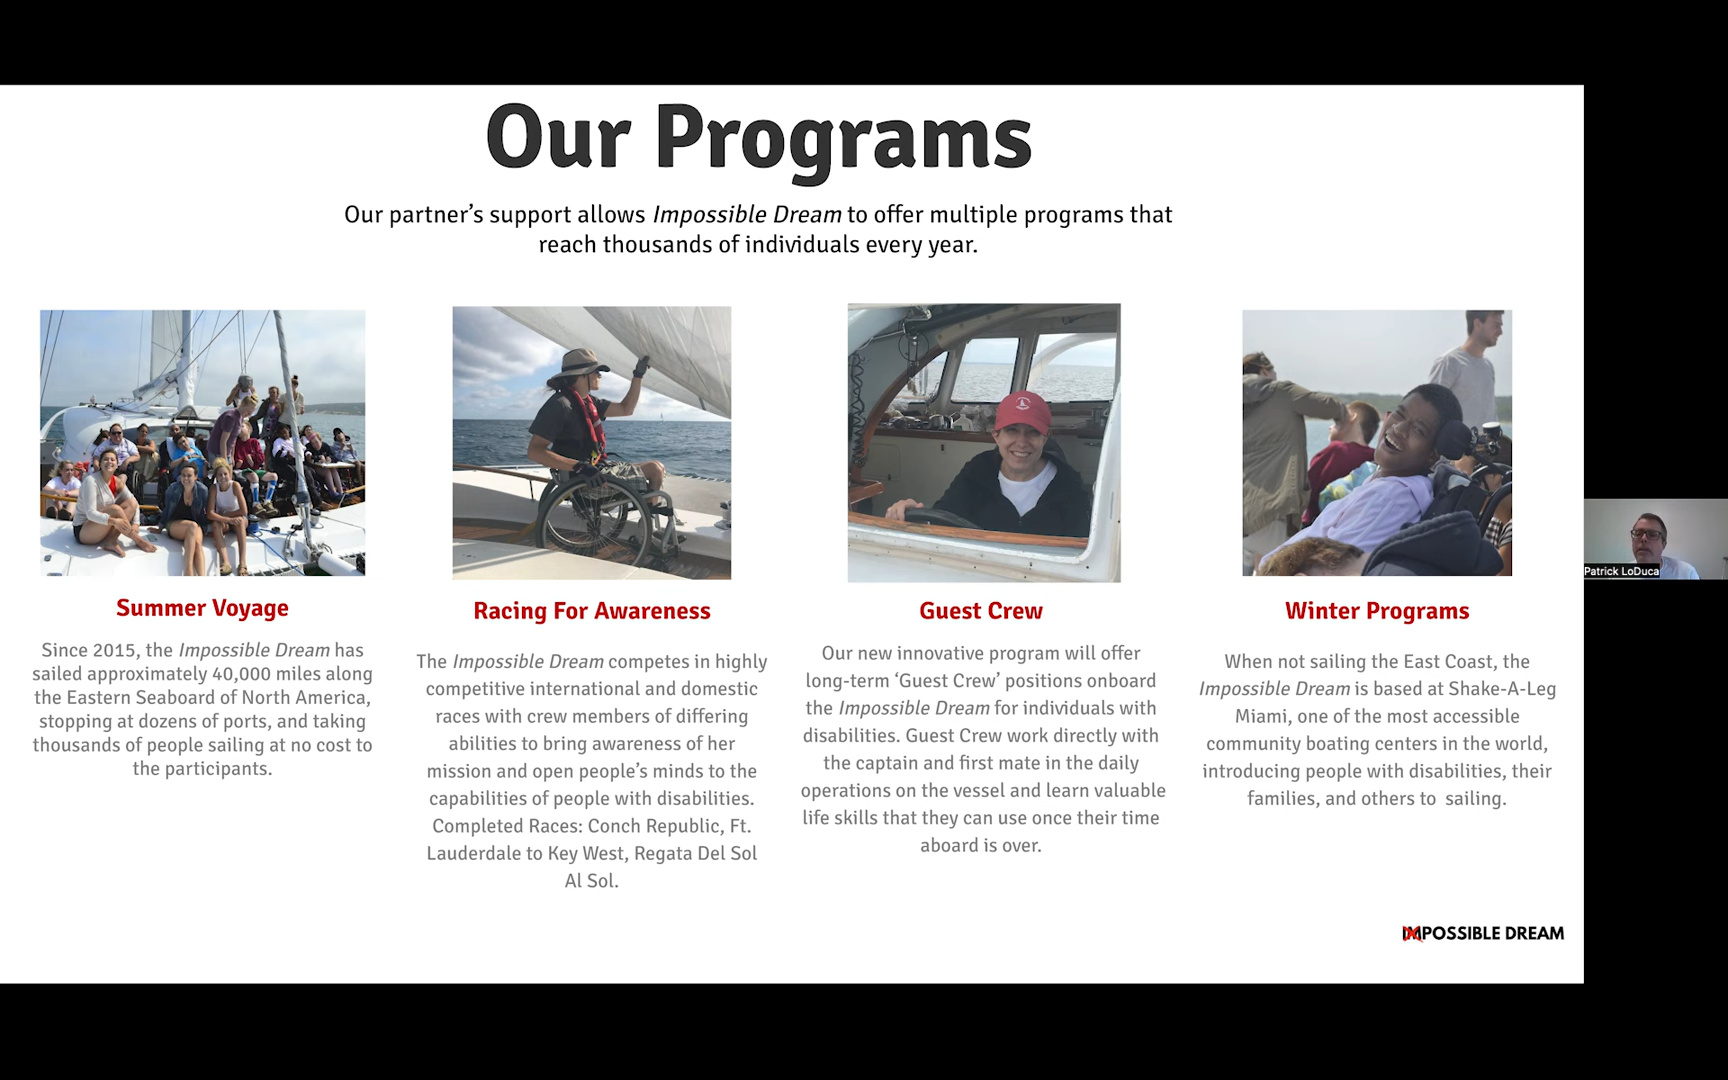 Our Programs
Our partner’s support allows Impossible Dream to offer multiple programs that
reach thousands of individuals every year.
Summer Voyage
Since 2015, the Impossible Dream has
sailed approximately 40,000 miles along
the Eastern Seaboard of North America,
stopping at dozens of ports, and taking
thousands of people sailing at no cost to
the participants.
Racing For Awareness
The Impossible Dream competes in highly
competitive international and domestic
races with crew members of differing
abilities to bring awareness of her
mission and open people’s minds to the
capabilities of people with disabilities.
Completed Races: Conch Republic, Ft.
Lauderdale to Key West, Regata Del Sol
Al Sol.
Guest Crew
Our new innovative program will offer
long-term ‘Guest Crew’ positions onboard
the Impossible Dream for individuals with
disabilities. Guest Crew work directly with
the captain and first mate in the daily
operations on the vessel and learn valuable
life skills that they can use once their time
aboard is over.
Winter Programs
When not sailing the East Coast, the
Impossible Dream is based at Shake-A-Leg
Miami, one of the most accessible
community boating centers in the world,
introducing people with disabilities, their
families, and others to sailing.
Patrick LoDuca
IMPOSSIBLE DREAM